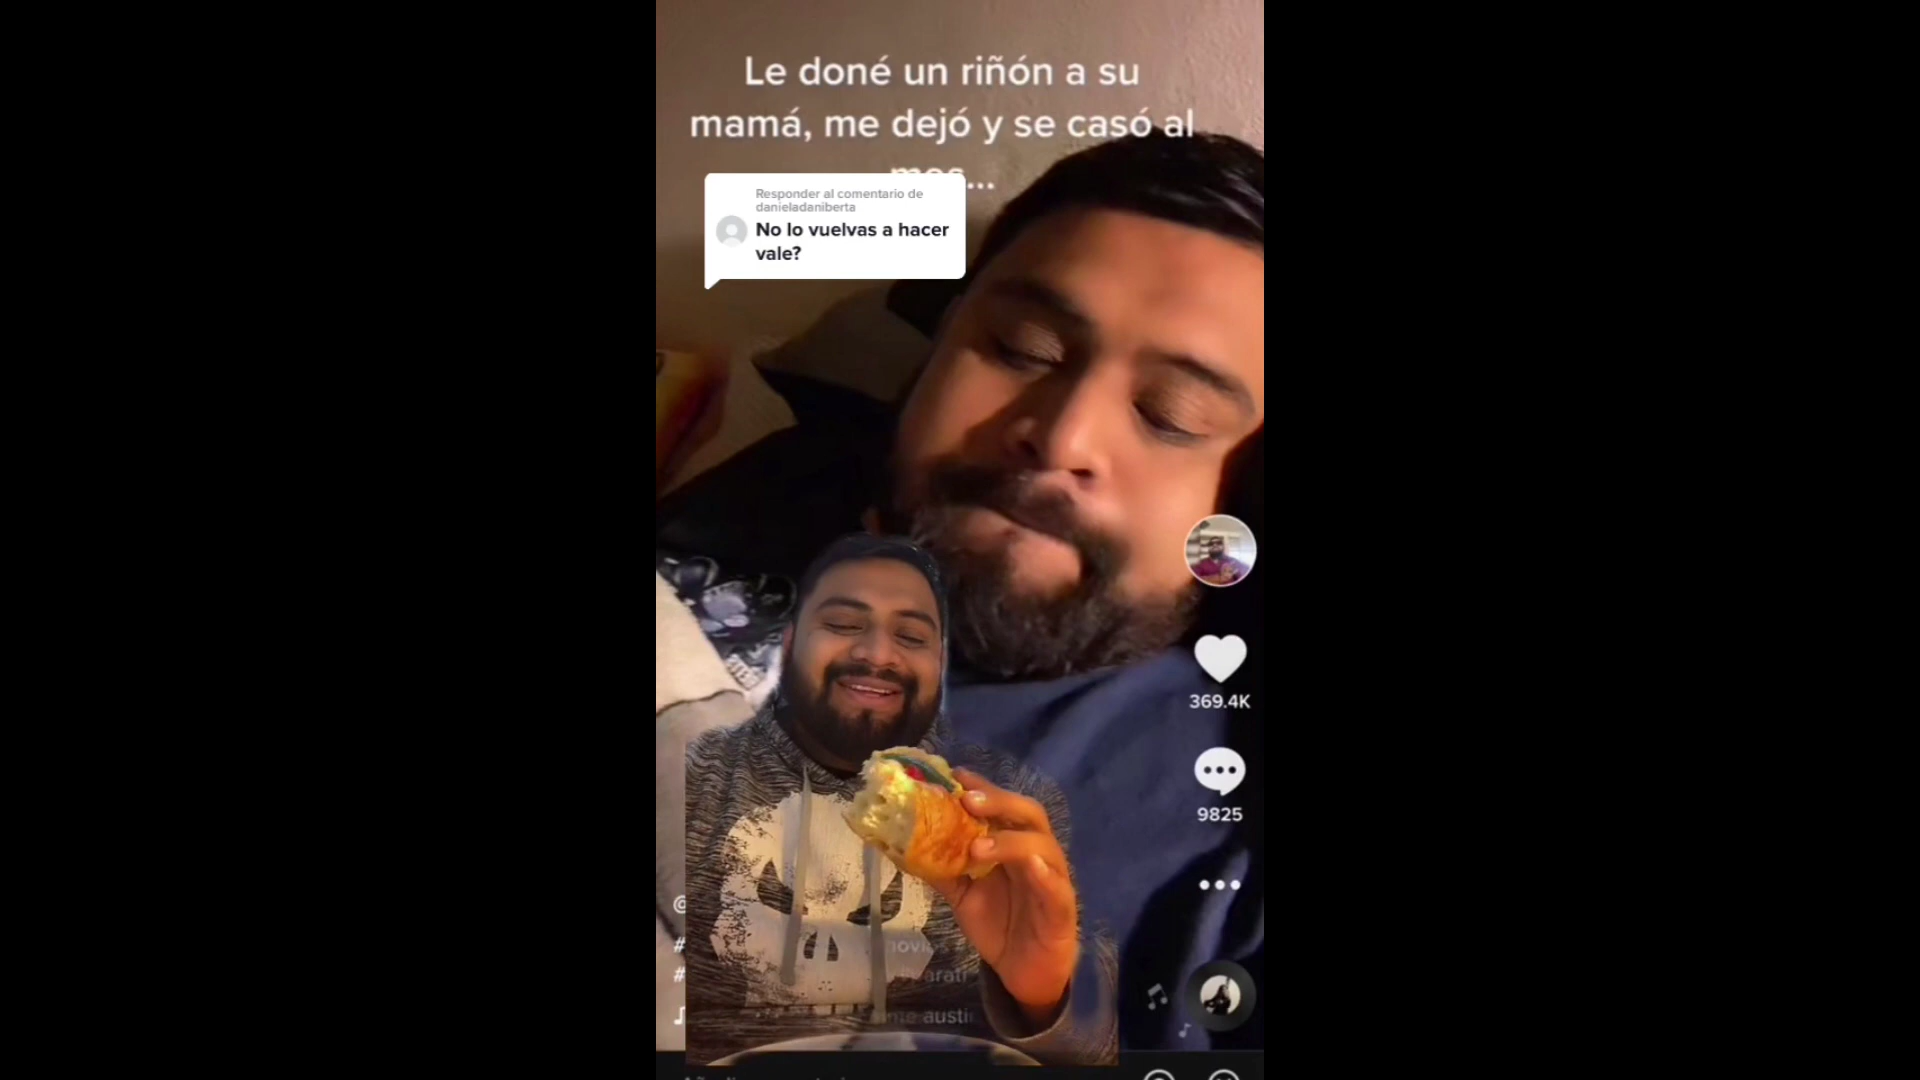 Le doné un riñón a su
mamá, me dejó y se casó al
Responder al comentario de
danieladaniberta
No lo vuelvas a hacer
vale?
369.4K
9825
@
#
#